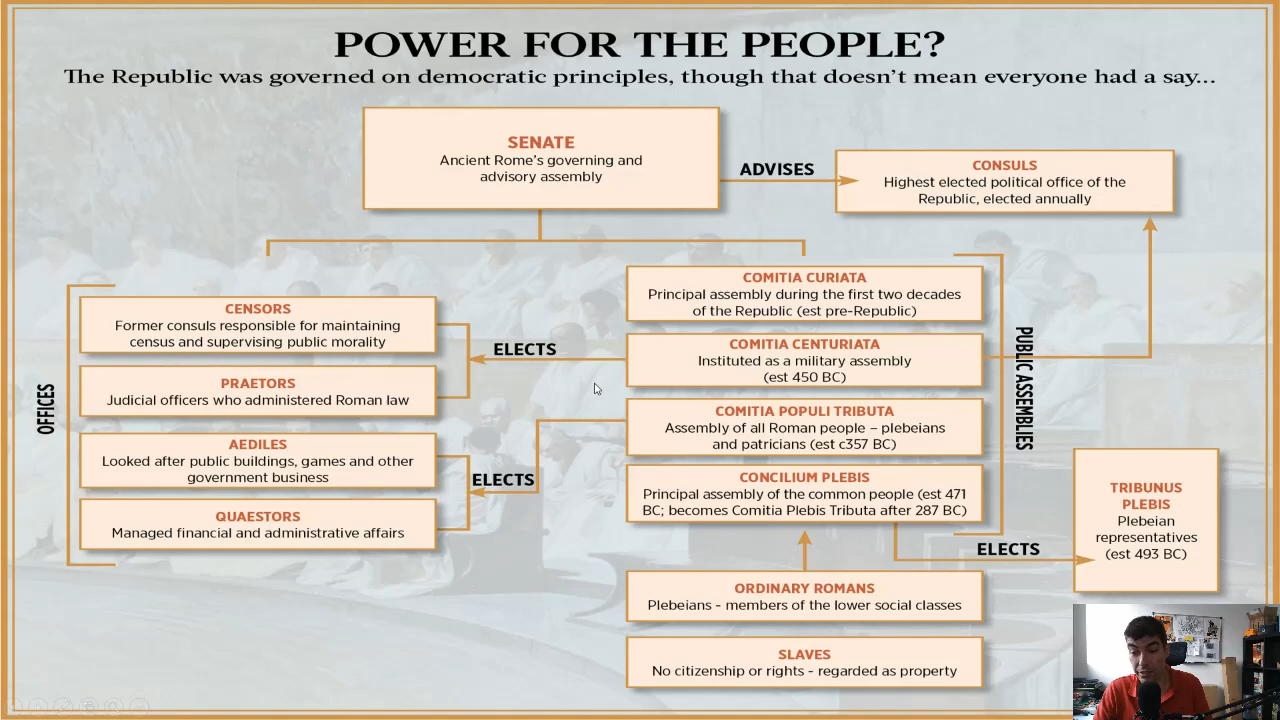 POWER FOR THE PEOPLE?
The Republic was governed on democratic principles, though that doesn't mean everyone had a say...
SENATE
Ancient Rome's governing and
advisory assembly
ADVISES
CONSULS
Highest elected political office of the
Republic, elected annually
OFFICES
CENSORS
Former consuls responsible for maintaining
census and supervising public morality
PRAETORS
Judicial officers who administered Roman law
AEDILES
Looked after public buildings, games and other
government business
QUAESTORS
Managed financial and administrative affairs
ELECTS
ELECTS
COMITIA CURIATA
Principal assembly during the first two decades
of the Republic (est pre-Republic)
COMITIA CENTURIATA
Instituted as a military assembly
(est 450 BC)
COMITIA POPULI TRIBUTA
Assembly of all Roman people – plebeians
and patricians (est c357 BC)
CONCILIUM PLEBIS
Principal assembly of the common people (est 471
BC; becomes Comitia Plebis Tributa after 287 BC)
PUBLIC ASSEMBLIES
ELECTS
TRIBUNUS
PLEBIS
Plebeian
representatives
(est 493 BC)
ORDINARY ROMANS
Plebeians - members of the lower social classes
SLAVES
No citizenship or rights - regarded as property